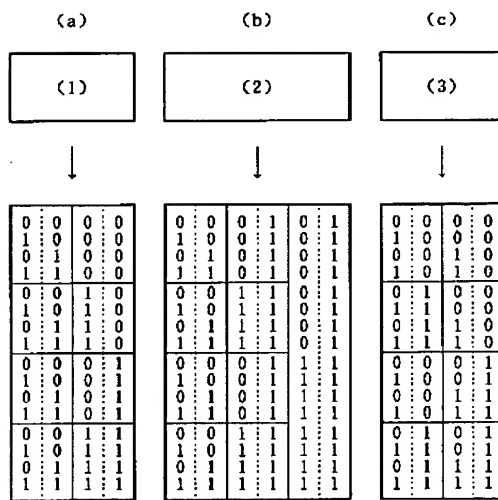 (a) (b) (c)
(1) (2) (3)
0 0 0 0 0 0 0 1 0 1 0 0 0 0
1 0 0 0 1 0 0 1 0 1 1 0 0 0
0 1 0 0 0 1 0 1 0 1 0 0 1 0
1 1 0 0 1 1 0 1 0 1 1 0 1 0
0 0 1 0 0 0 1 1 0 1 0 1 0 0
1 0 1 0 1 0 1 1 0 1 1 1 0 0
0 1 1 0 0 1 1 1 0 1 0 1 1 0
1 1 1 0 1 1 1 1 0 1 1 1 1 0
0 0 0 1 0 0 0 1 1 1 0 0 0 1
1 0 0 1 1 0 0 1 1 1 1 0 0 1
0 1 0 1 0 1 0 1 1 1 0 0 1 1
1 1 0 1 1 1 0 1 1 1 1 0 1 1
0 0 1 1 0 0 1 1 1 1 0 1 0 1
1 0 1 1 1 0 1 1 1 1 1 1 0 1
0 1 1 1 0 1 1 1 1 1 0 1 1 1
1 1 1 1 1 1 1 1 1 1 1 1 1 1